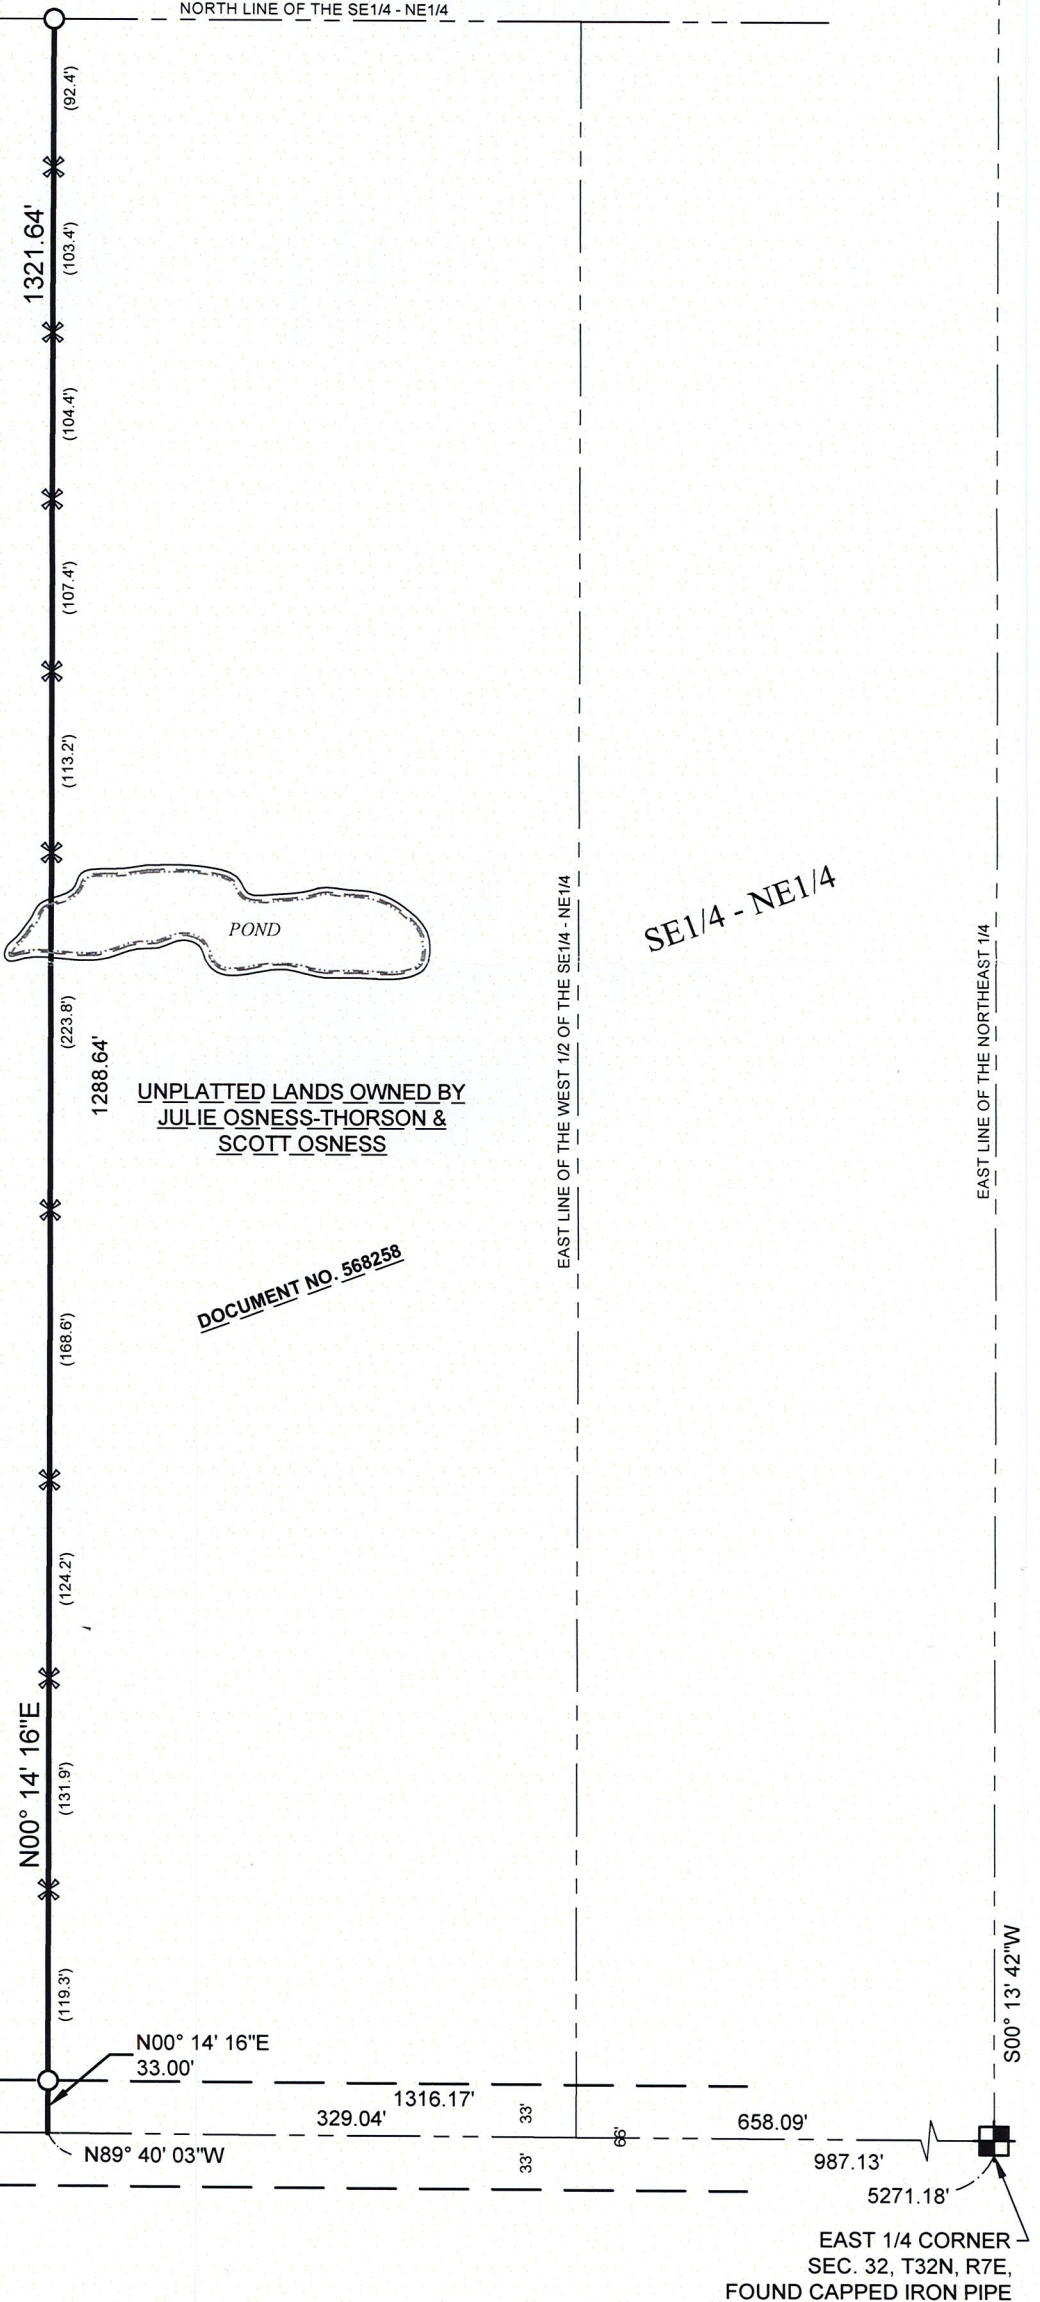 NORTH LINE OF THE SE1/4 - NE1/4
(92.4')
1321.64'
(103.4')
(104.4')
(107.4')
(113.2')
SE1/4 - NE1/4
POND
EAST LINE OF THE WEST 1/2 OF THE SE1/4 - NE1/4
EAST LINE OF THE NORTHEAST 1/4
(223.8')
1288.64'
UNPLATTED LANDS OWNED BY
JULIE OSNESS-THORSON &
SCOTT OSNESS
DOCUMENT NO. 568258
(168.6')
(124.2')
N00° 14' 16"E
(131.9')
(119.3')
S00° 13' 42"W
N00° 14' 16"E
33.00'
1316.17'
329.04'
33'
658.09'
66'
N89° 40' 03"W
33'
987.13'
5271.18'
EAST 1/4 CORNER
SEC. 32, T32N, R7E,
FOUND CAPPED IRON PIPE